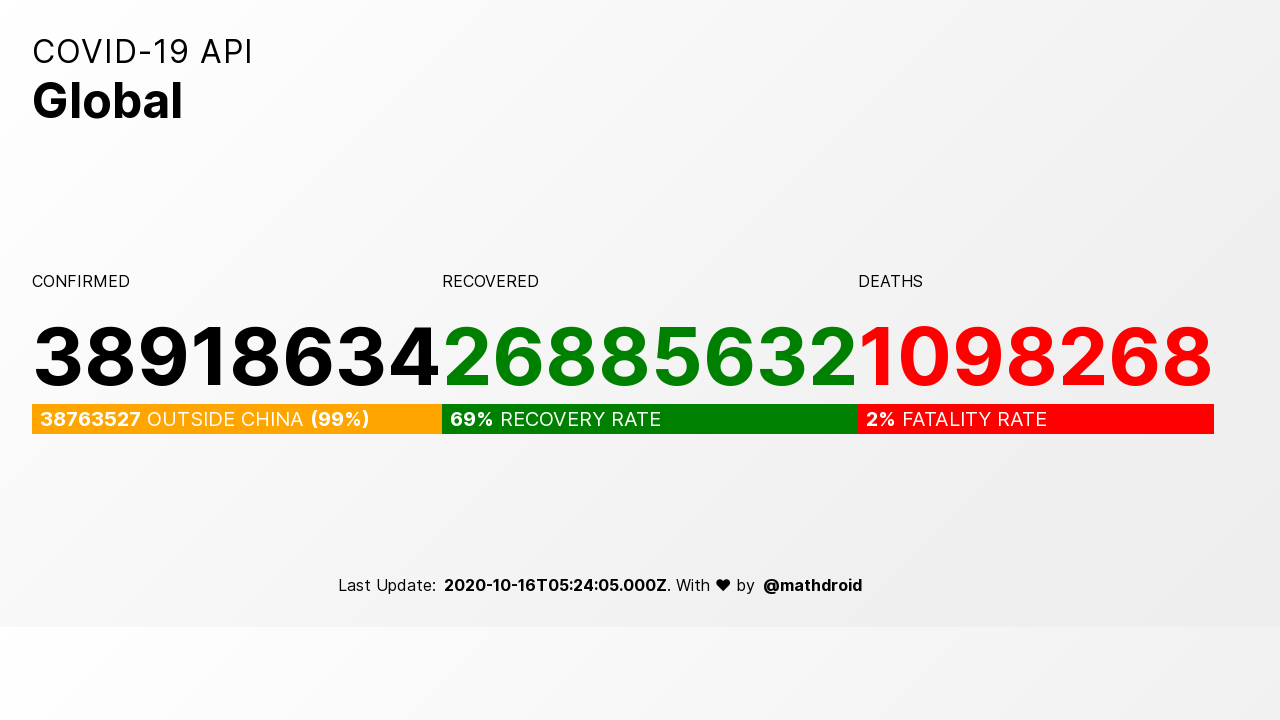 COVID-19 API
Global
CONFIRMED
38918634
38763527 OUTSIDE CHINA (99%)
RECOVERED
26885632
69% RECOVERY RATE
DEATHS
1098268
2% FATALITY RATE
Last Update: 2020-10-16T05:24:05.000Z. With ♥ by @mathdroid